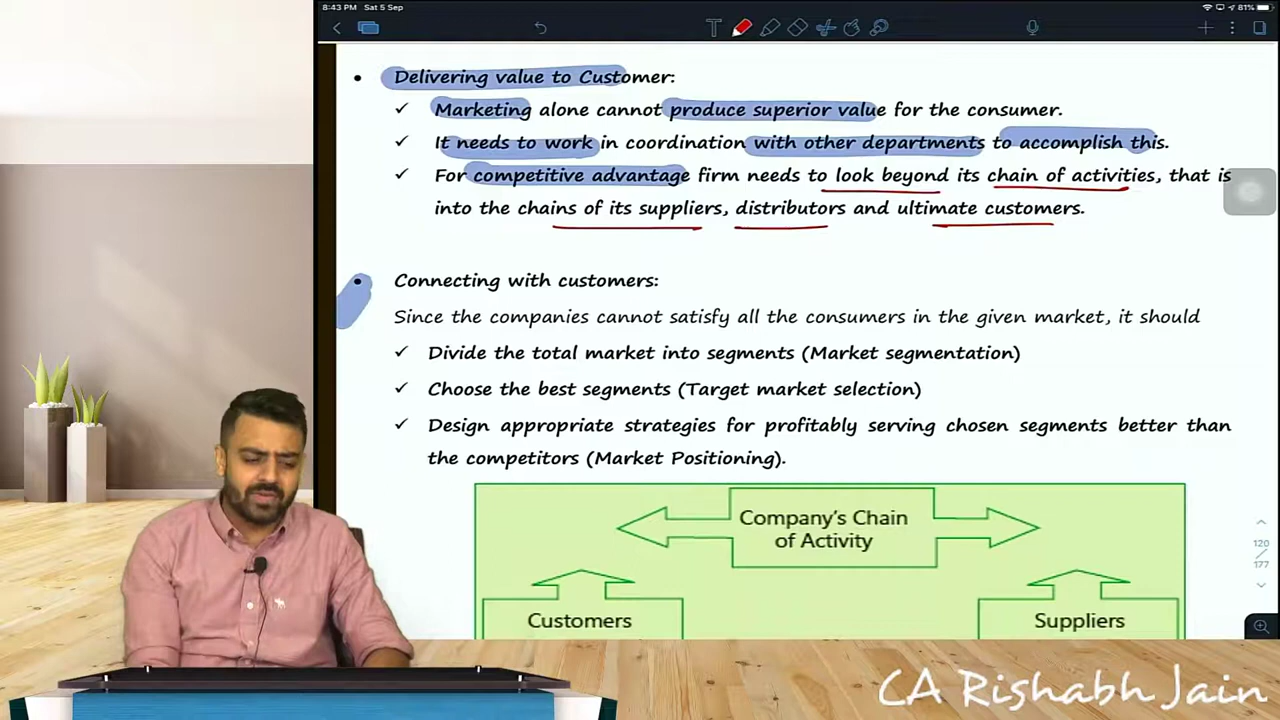 8:43 PM Sat 5 Sep
81%
Delivering value to Customer:
Marketing alone cannot produce superior value for the consumer.
It needs to work in coordination with other departments to accomplish this.
For competitive advantage firm needs to look beyond its chain of activities, that is
into the chains of its suppliers, distributors and ultimate customers.
Connecting with customers:
Since the companies cannot satisfy all the consumers in the given market, it should
Divide the total market into segments (Market segmentation)
Choose the best segments (Target market selection)
Design appropriate strategies for profitably serving chosen segments better than
the competitors (Market Positioning).
Company's Chain
of Activity
Customers
Suppliers
120
177
CA Rishabh Jain